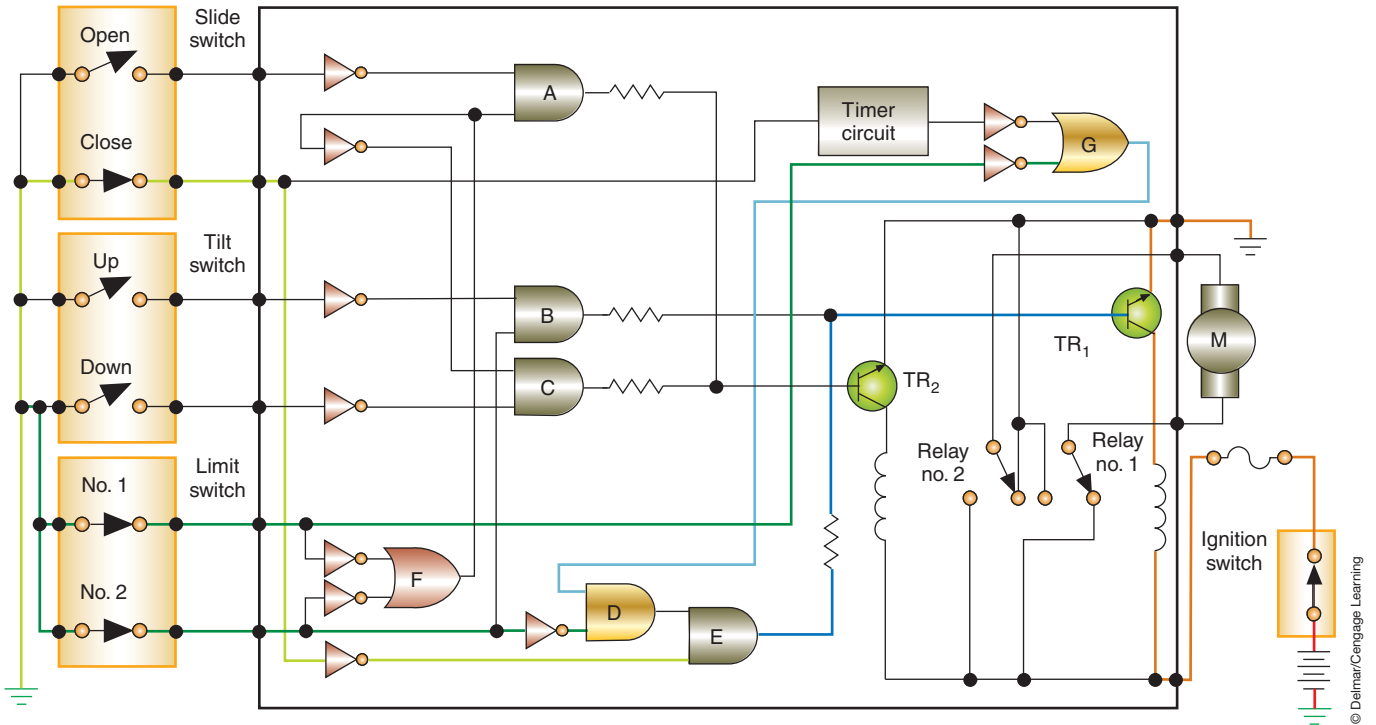 Open
Slide
switch
Close
Up
Tilt
switch
Down
No. 1
Limit
switch
No. 2
A
B
C
D
E
F
G
Timer
circuit
TR1
TR2
M
Relay
no. 2
Relay
no. 1
Ignition
switch
© Delmar/Cengage Learning